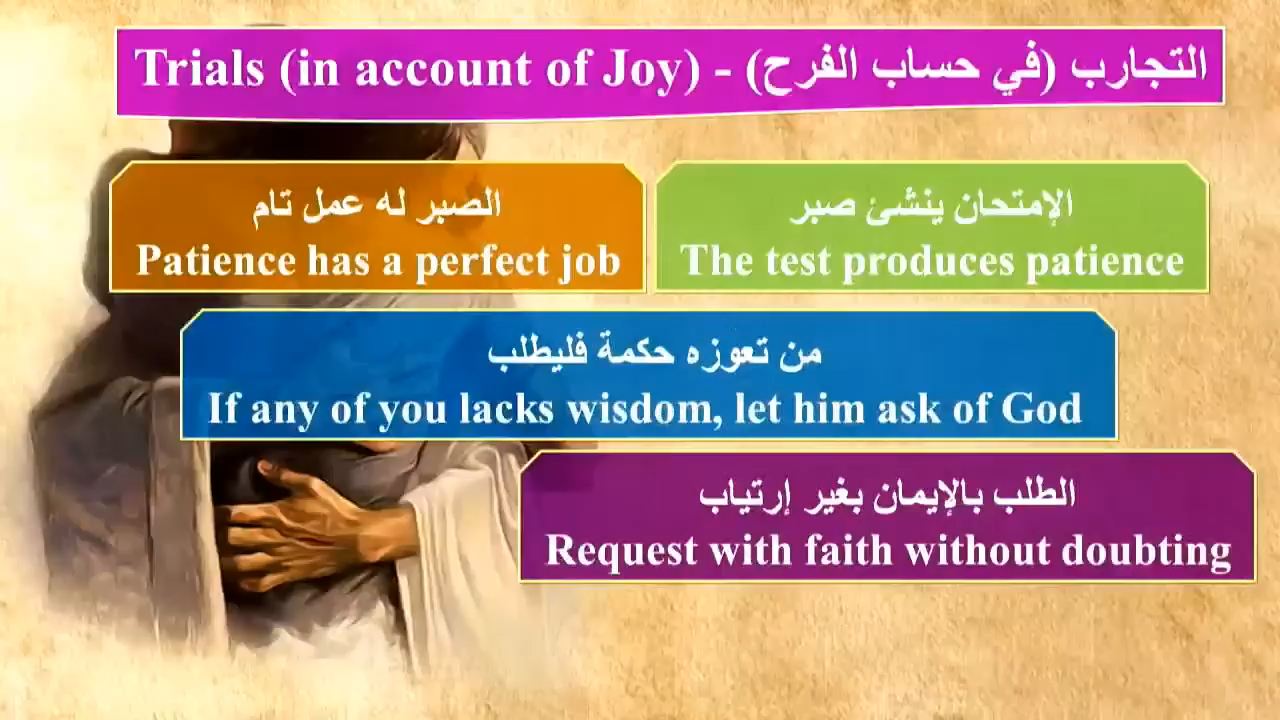 Trials (in account of Joy) - التجارب (في حساب الفرح)
الإمتحان ينشئ صبر
The test produces patience
الصبر له عمل تام
Patience has a perfect job
من تعوزه حكمة فليطلب
If any of you lacks wisdom, let him ask of God
الطلب بالإيمان بغير إرتياب
Request with faith without doubting